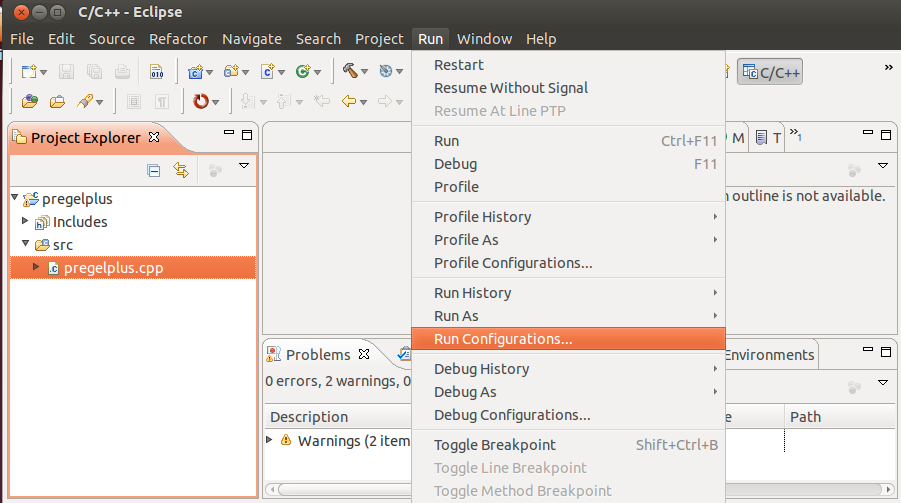 C/C++ - Eclipse
File Edit Source Refactor Navigate Search Project Run Window Help
C/C++
»
Project Explorer
pregelplus
Includes
src
pregelplus.cpp
Restart
Resume Without Signal
Resume At Line PTP
Run Ctrl+F11
Debug F11
Profile
Profile History
Profile As
Profile Configurations...
Run History
Run As
Run Configurations...
Debug History
Debug As
Debug Configurations...
Toggle Breakpoint Shift+Ctrl+B
Toggle Line Breakpoint
Toggle Method Breakpoint
M T »1
outline is not available.
Problems
Environments
0 errors, 2 warnings, 0
Description
Path
Warnings (2 item